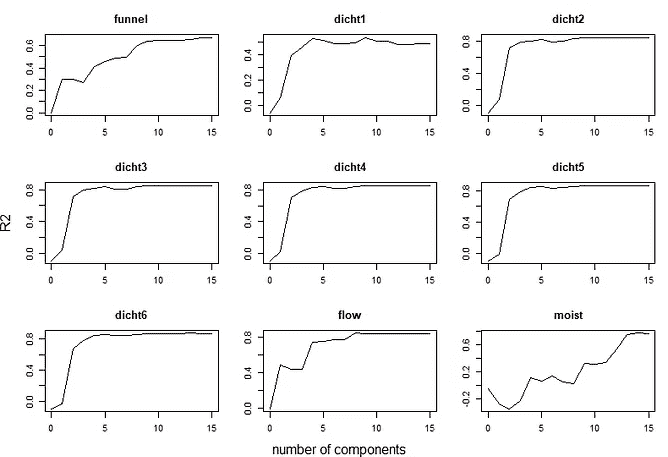 funnel dicht1 dicht2
0.0 0.2 0.4 0.6
0 5 10 15
0.0 0.2 0.4
0 5 10 15
0.0 0.4 0.8
0 5 10 15
dicht3 dicht4 dicht5
R2
0.0 0.4 0.8
0 5 10 15
0.0 0.4 0.8
0 5 10 15
0.0 0.4 0.8
0 5 10 15
dicht6 flow moist
0.0 0.4 0.8
0 5 10 15
0.0 0.4 0.8
0 5 10 15
-0.2 0.2 0.6
0 5 10 15
number of components